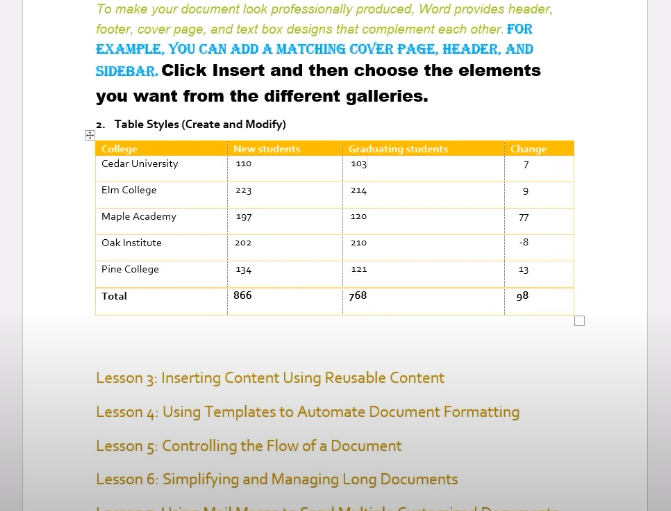 To make your document look professionally produced, Word provides header,
footer, cover page, and text box designs that complement each other. FOR
EXAMPLE, YOU CAN ADD A MATCHING COVER PAGE, HEADER, AND
SIDEBAR. Click Insert and then choose the elements
you want from the different galleries.
2. Table Styles (Create and Modify)
College New students Graduating students Change
Cedar University 110 103 7
Elm College 223 214 9
Maple Academy 197 120 77
Oak Institute 202 210 -8
Pine College 134 121 13
Total 866 768 98
Lesson 3: Inserting Content Using Reusable Content
Lesson 4: Using Templates to Automate Document Formatting
Lesson 5: Controlling the Flow of a Document
Lesson 6: Simplifying and Managing Long Documents